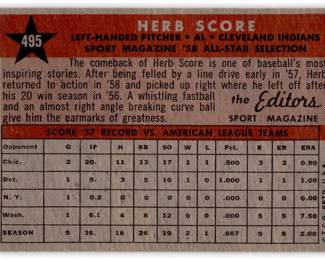 495
HERB SCORE
LEFT-HANDED PITCHER • AL • CLEVELAND INDIANS
SPORT MAGAZINE '58 ALL-STAR SELECTION
The comeback of Herb Score is one of baseball's most
inspiring stories. After being felled by a line drive early in '57, Herb
returned to action in '58 and picked up right where he left off after
his 20 win season in '56. A whistling fastball
and an almost right angle breaking curve ball
give him the earmarks of greatness.
the Editors
SPORT MAGAZINE
SCORE '57 RECORD VS. AMERICAN LEAGUE TEAMS
Opponent G IP H BB SO W L Pct. ER ERA
Chic. 2 20. 11 13 17 1 1 .500 2 0.90
Det. 1 9. 5 3 10 1 0 1.000 1 1.00
N. Y. 1 0.2 0 1 0 0 0 .000 0 0.00
Wash. 1 7. 2 9 12 0 0 .000 5
SEASON 5 36. 18 26 39 2 1 .667 8 2.00